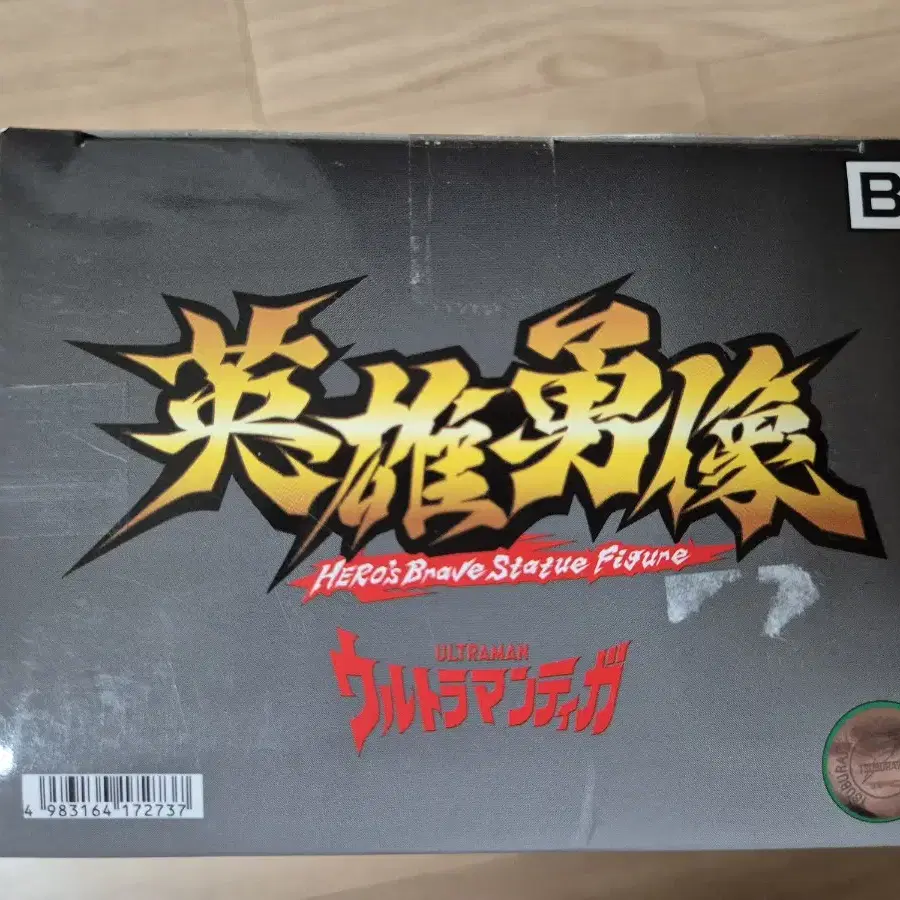 B
英雄勇像
HERO'S Brave Statue Figure
ULTRAMAN
ウルトラマンティガ
4 983164 172737